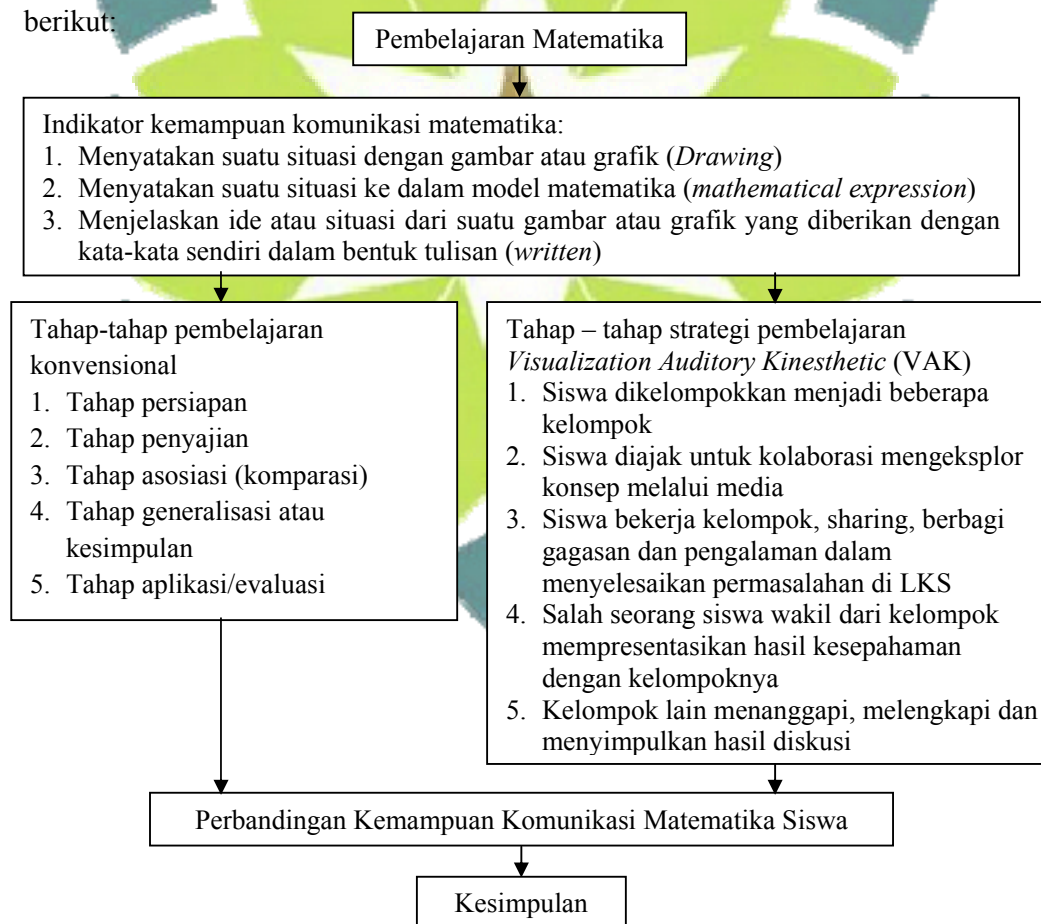 berikut:
Pembelajaran Matematika
Indikator kemampuan komunikasi matematika:
1. Menyatakan suatu situasi dengan gambar atau grafik (Drawing)
2. Menyatakan suatu situasi ke dalam model matematika (mathematical expression)
3. Menjelaskan ide atau situasi dari suatu gambar atau grafik yang diberikan dengan
kata-kata sendiri dalam bentuk tulisan (written)
Tahap-tahap pembelajaran
konvensional
1. Tahap persiapan
2. Tahap penyajian
3. Tahap asosiasi (komparasi)
4. Tahap generalisasi atau
kesimpulan
5. Tahap aplikasi/evaluasi
Tahap – tahap strategi pembelajaran
Visualization Auditory Kinesthetic (VAK)
1. Siswa dikelompokkan menjadi beberapa
kelompok
2. Siswa diajak untuk kolaborasi mengeksplor
konsep melalui media
3. Siswa bekerja kelompok, sharing, berbagi
gagasan dan pengalaman dalam
menyelesaikan permasalahan di LKS
4. Salah seorang siswa wakil dari kelompok
mempresentasikan hasil kesepahaman
dengan kelompoknya
5. Kelompok lain menanggapi, melengkapi dan
menyimpulkan hasil diskusi
Perbandingan Kemampuan Komunikasi Matematika Siswa
Kesimpulan